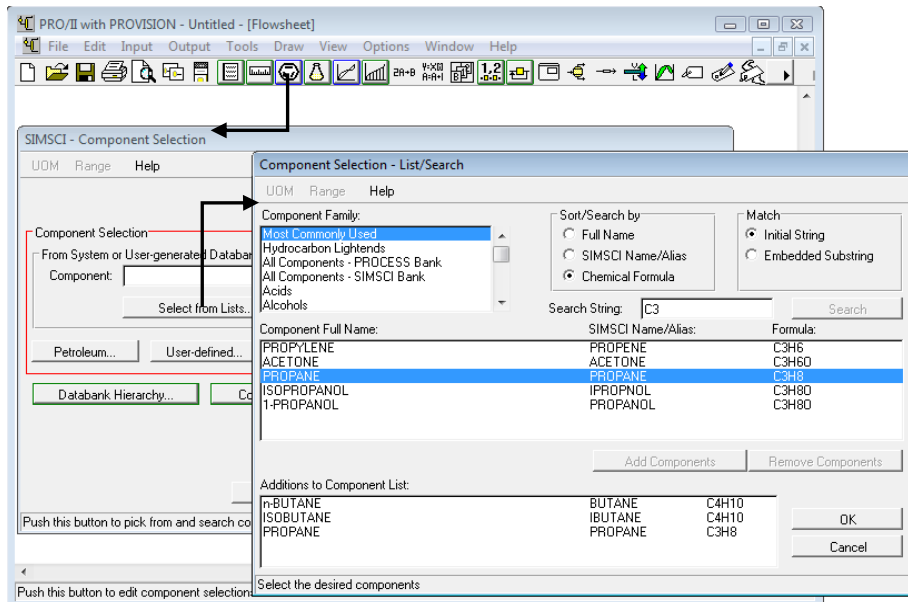 PRO/II with PROVISION - Untitled - [Flowsheet]
File Edit Input Output Tools Draw View Options Window Help
SIMSCI - Component Selection
UOM Range Help
Component Selection
From System or User-generated Databan
Component:
Select from Lists..
Petroleum... User-defined...
Databank Hierarchy... Co
Push this button to pick from and search co
Push this button to edit component selection
Component Selection - List/Search
UOM Range Help
Component Family:
Most Commonly Used
Hydrocarbon Lightends
All Components - PROCESS Bank
All Components - SIMSCI Bank
Acids
Alcohols
Sort/Search by
Full Name
SIMSCI Name/Alias
Chemical Formula
Match
Initial String
Embedded Substring
Search String: C3 Search
Component Full Name: SIMSCI Name/Alias: Formula:
PROPYLENE PROPENE C3H6
ACETONE ACETONE C3H6O
PROPANE PROPANE C3H8
ISOPROPANOL IPROPNOL C3H8O
1-PROPANOL PROPANOL C3H8O
Add Components Remove Components
Additions to Component List:
n-BUTANE BUTANE C4H10
ISOBUTANE IBUTANE C4H10
PROPANE PROPANE C3H8
OK
Cancel
Select the desired components